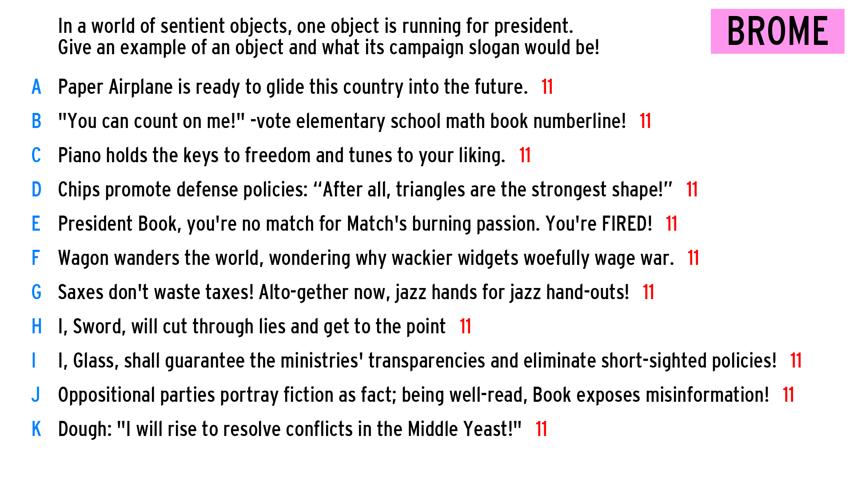 In a world of sentient objects, one object is running for president.
Give an example of an object and what its campaign slogan would be!
BROME
A Paper Airplane is ready to glide this country into the future. 11
B "You can count on me!" -vote elementary school math book numberline! 11
C Piano holds the keys to freedom and tunes to your liking. 11
D Chips promote defense policies: “After all, triangles are the strongest shape!” 11
E President Book, you're no match for Match's burning passion. You're FIRED! 11
F Wagon wanders the world, wondering why wackier widgets woefully wage war. 11
G Saxes don't waste taxes! Alto-gether now, jazz hands for jazz hand-outs! 11
H I, Sword, will cut through lies and get to the point 11
I I, Glass, shall guarantee the ministries' transparencies and eliminate short-sighted policies! 11
J Oppositional parties portray fiction as fact; being well-read, Book exposes misinformation! 11
K Dough: "I will rise to resolve conflicts in the Middle Yeast!" 11